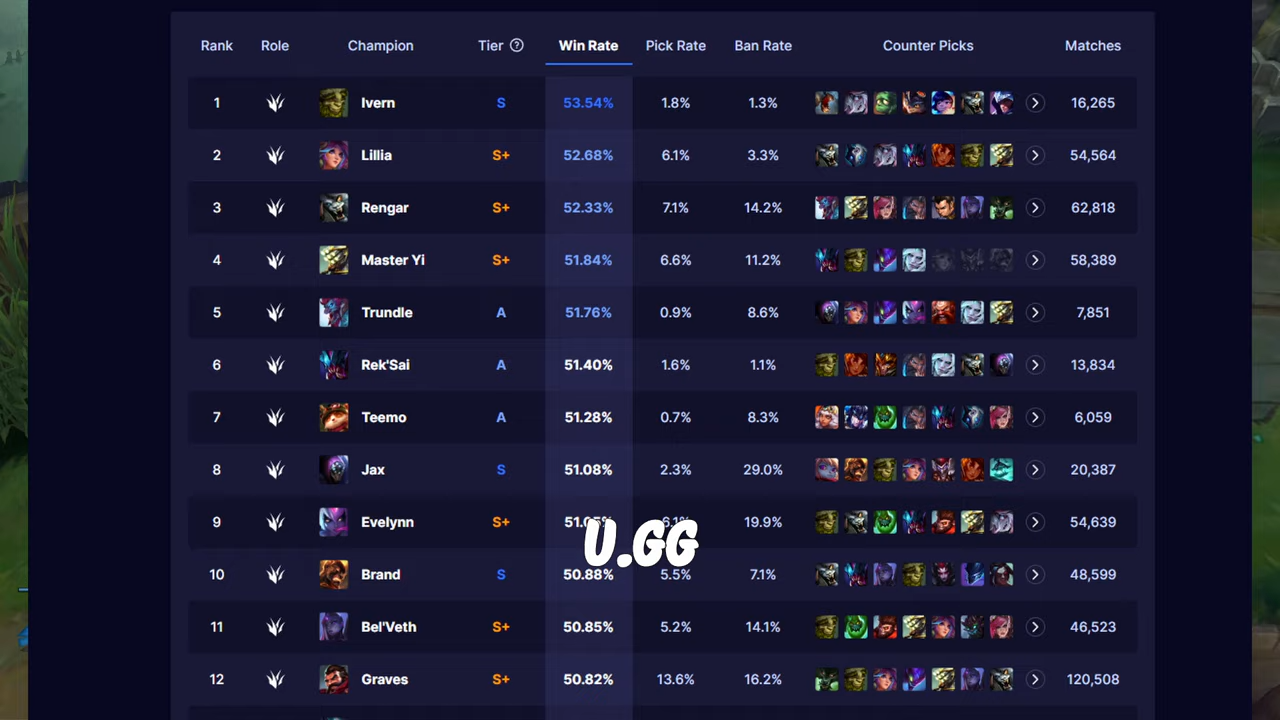 Rank Role Champion Tier ? Win Rate Pick Rate Ban Rate Counter Picks Matches
1 Ivern S 53.54% 1.8% 1.3% 16,265
2 Lillia S+ 52.68% 6.1% 3.3% 54,564
3 Rengar S+ 52.33% 7.1% 14.2% 62,818
4 Master Yi S+ 51.84% 6.6% 11.2% 58,389
5 Trundle A 51.76% 0.9% 8.6% 7,851
6 Rek'Sai A 51.40% 1.6% 1.1% 13,834
7 Teemo A 51.28% 0.7% 8.3% 6,059
8 Jax S 51.08% 2.3% 29.0% 20,387
9 Evelynn S+ 6.1% 19.9% 54,639
U.GG
10 Brand S 50.88% 5.5% 7.1% 48,599
11 Bel'Veth S+ 50.85% 5.2% 14.1% 46,523
12 Graves S+ 50.82% 13.6% 16.2% 120,508